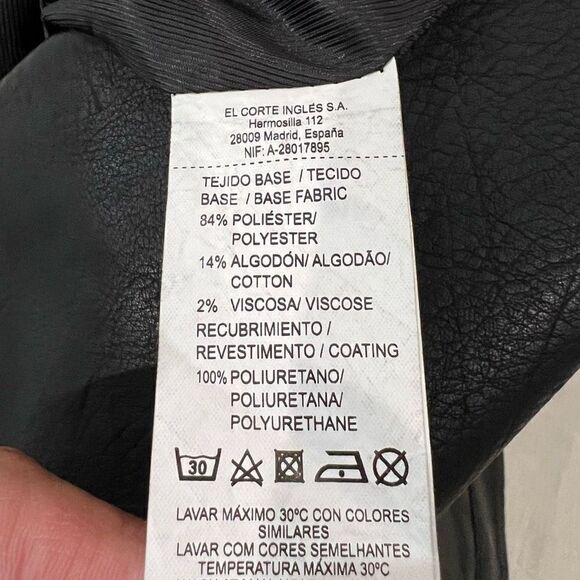 EL CORTE INGLÉS S.A.
Hermosilla 112
28009 Madrid, España
NIF: A-28017895
TEJIDO BASE / TECIDO
BASE / BASE FABRIC
84% POLIÉSTER/
POLYESTER
14% ALGODÓN/ ALGODÃO/
COTTON
2% VISCOSA/ VISCOSE
RECUBRIMIENTO /
REVESTIMENTO / COATING
100% POLIURETANO/
POLIURETANA/
POLYURETHANE
30
LAVAR MÁXIMO 30ºC CON COLORES
SIMILARES
LAVAR COM CORES SEMELHANTES
TEMPERATURA MÁXIMA 30ºC